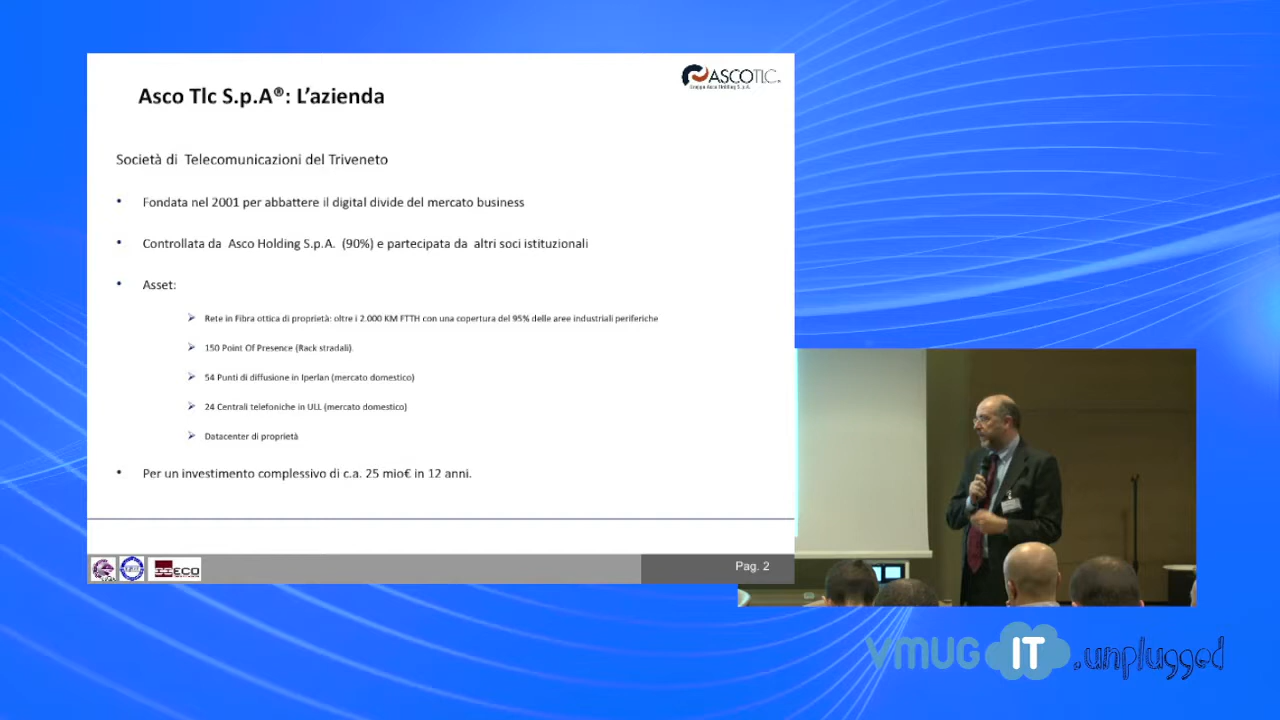 ASCOTLC
Gruppo Asco Holding S.p.A.
Asco Tlc S.p.A®: L'azienda
Società di Telecomunicazioni del Triveneto
• Fondata nel 2001 per abbattere il digital divide del mercato business
• Controllata da Asco Holding S.p.A. (90%) e partecipata da altri soci istituzionali
• Asset:
➢ Rete in Fibra ottica di proprietà: oltre i 2.000 KM FTTH con una copertura del 95% delle aree industriali periferiche
➢ 150 Point Of Presence (Rack stradali).
➢ 54 Punti di diffusione in Iperlan (mercato domestico)
➢ 24 Centrali telefoniche in ULL (mercato domestico)
➢ Datacenter di proprietà
• Per un investimento complessivo di c.a. 25 mio€ in 12 anni.
ECO
Pag. 2
VMUG IT .unplugged